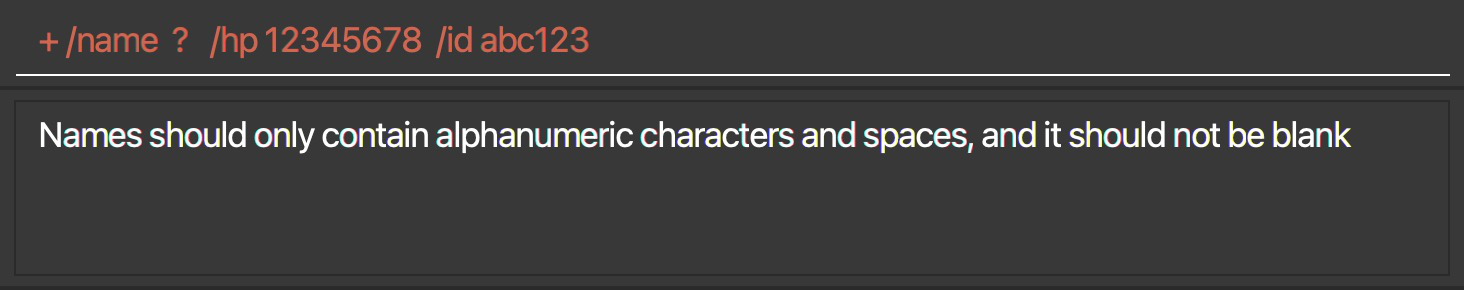 + /name ? /hp 12345678 /id abc123
Names should only contain alphanumeric characters and spaces, and it should not be blank